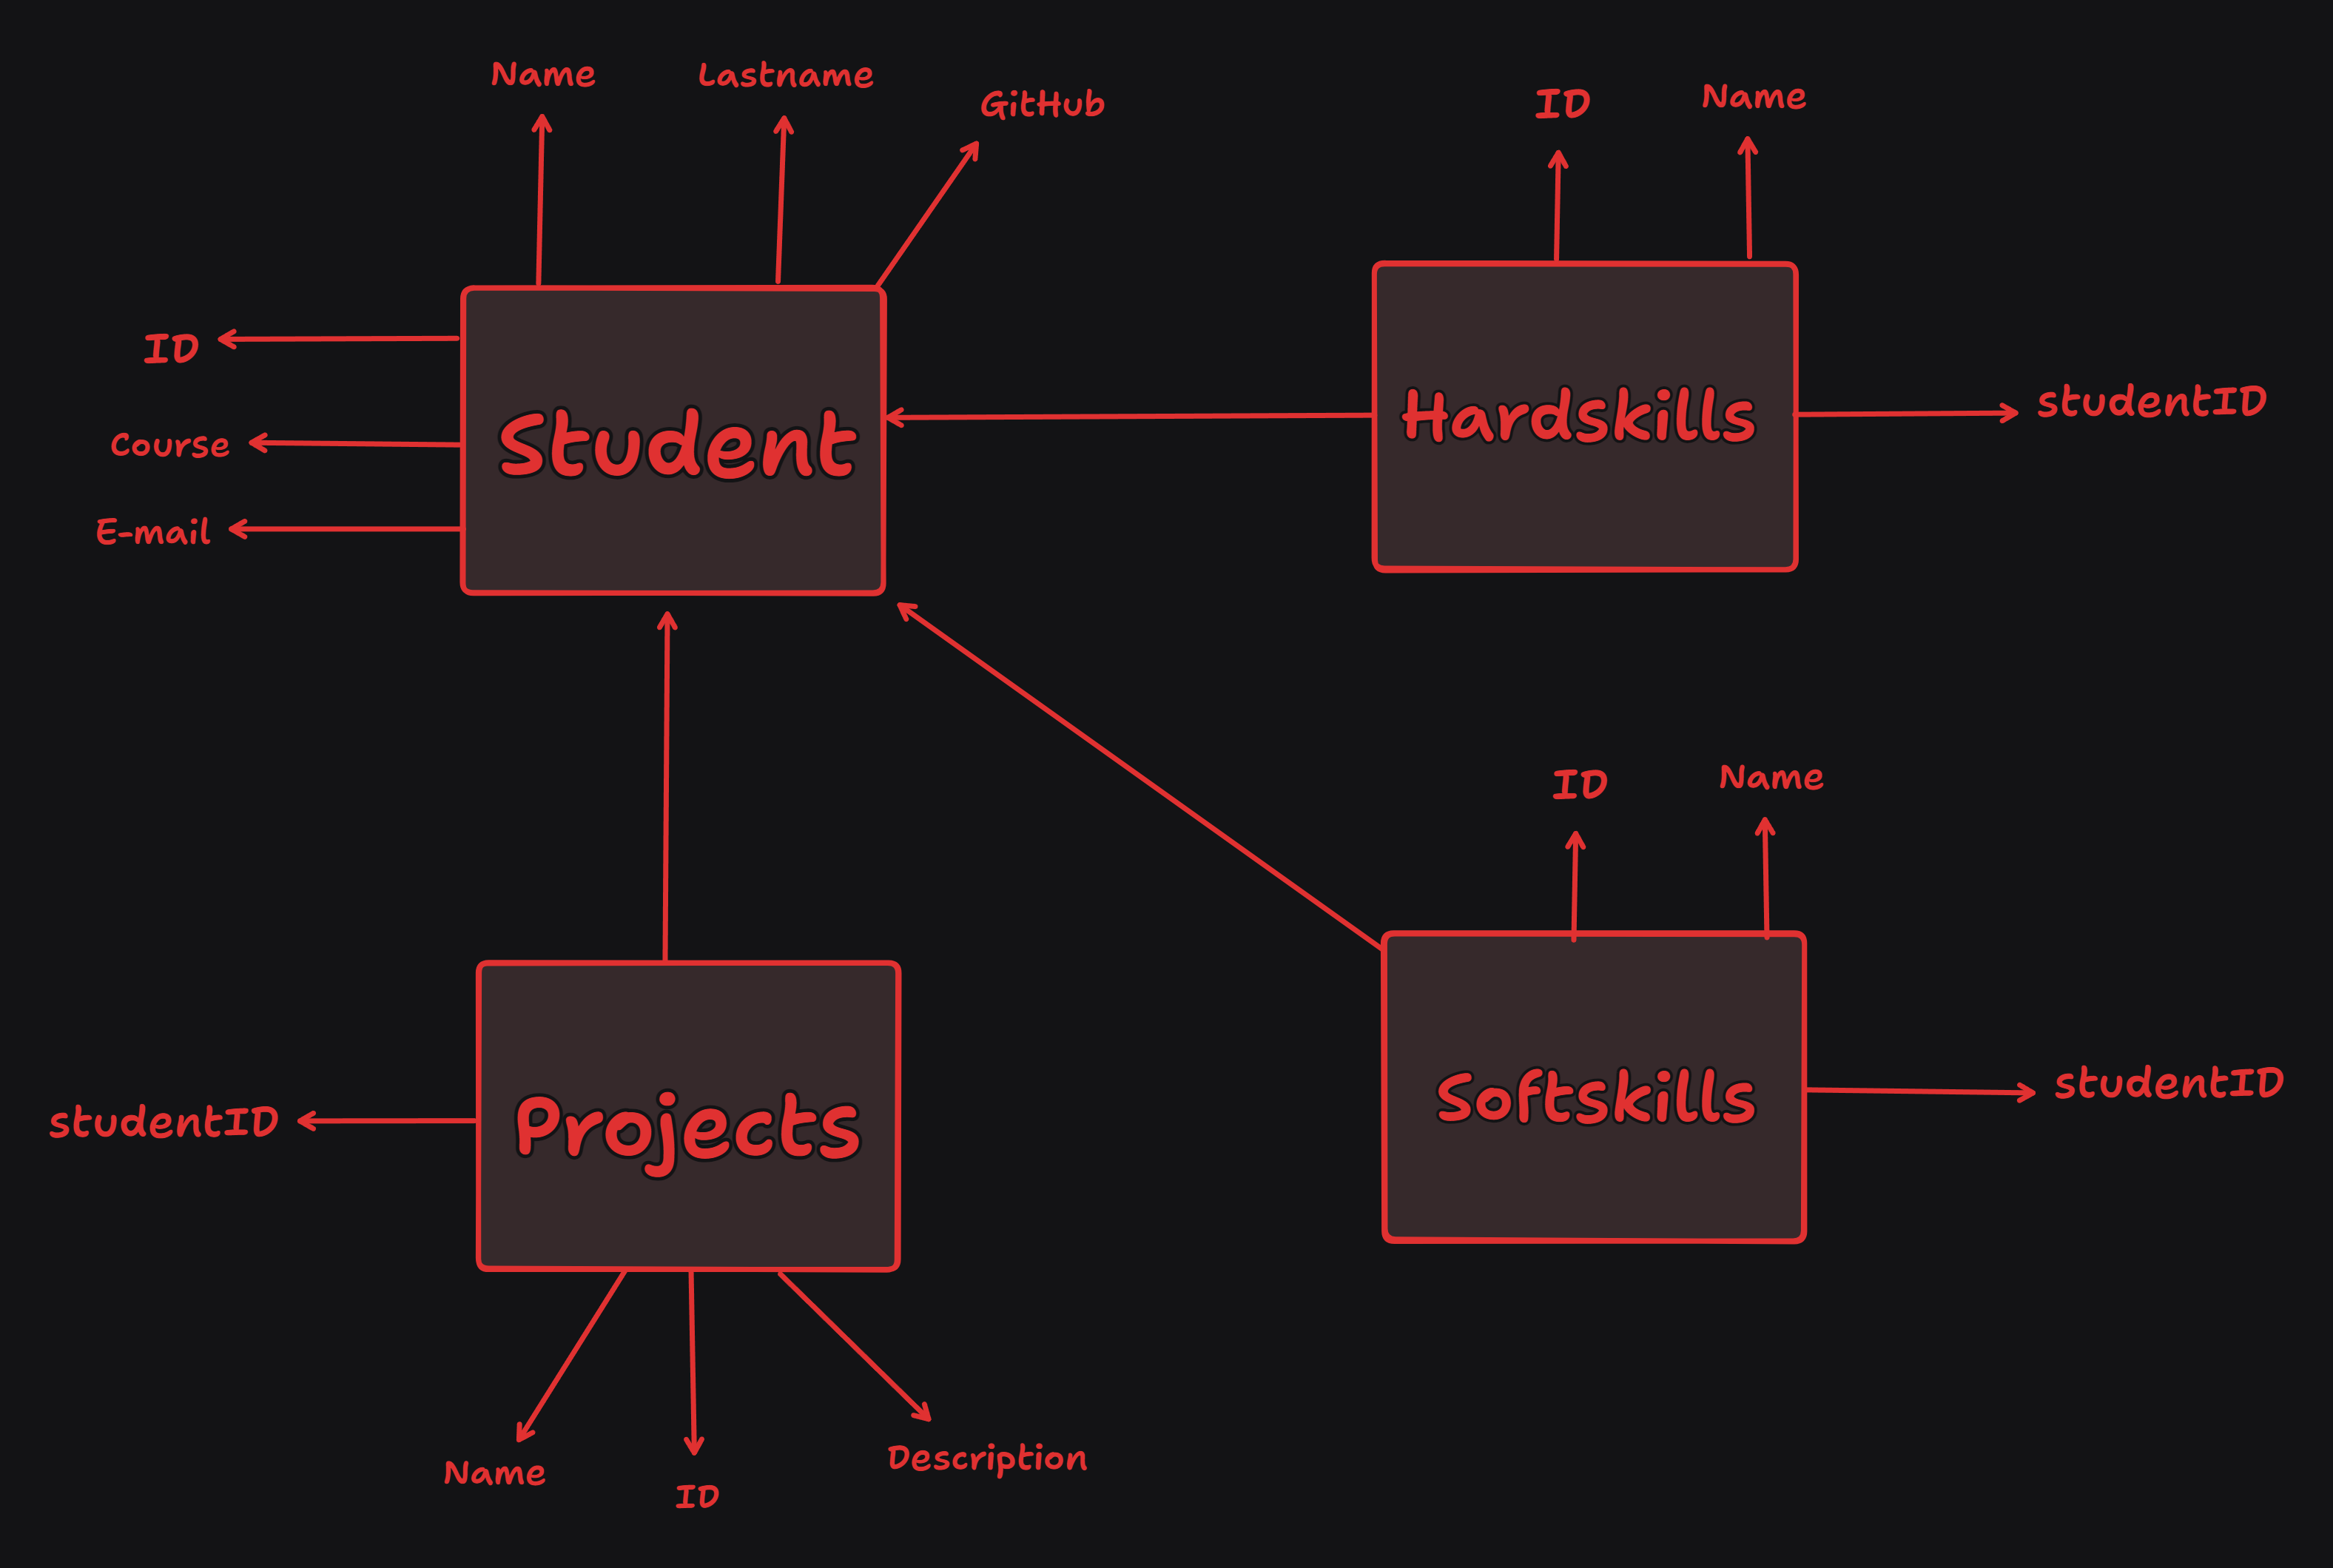 Name
Lastname
GitHub
ID
Course
E-mail
Student
ID
Name
Hardskills
studentID
ID
Name
Softskills
studentID
studentID
Projects
Name
ID
Description